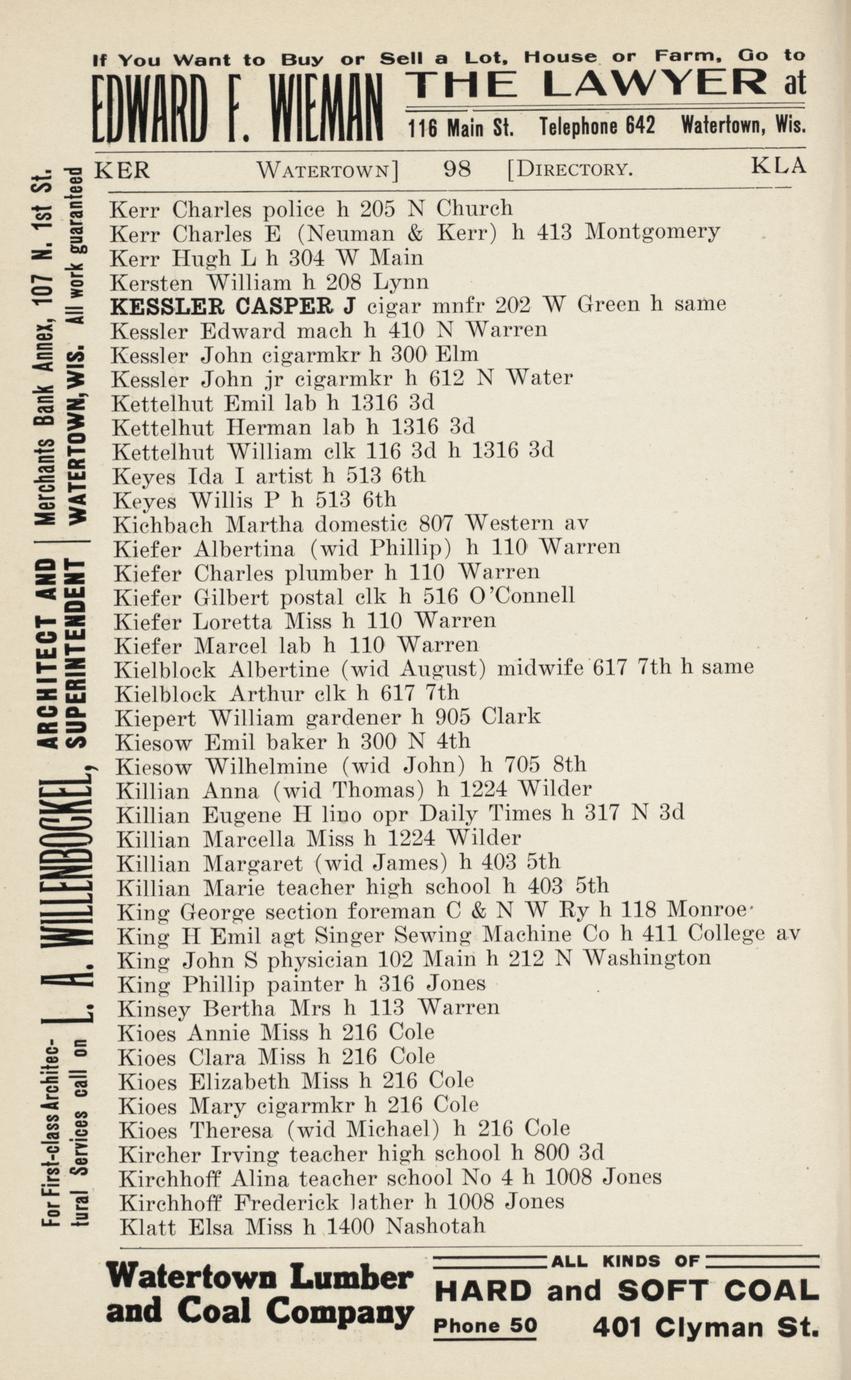 If You Want to Buy or Sell a Lot, House or Farm, Go to
EDWARD F. WIEMAN THE LAWYER at
116 Main St. Telephone 642 Watertown, Wis.
KER WATERTOWN] 98 [DIRECTORY. KLA
Kerr Charles police h 205 N Church
Kerr Charles E (Neuman & Kerr) h 413 Montgomery
Kerr Hugh L h 304 W Main
Kersten William h 208 Lynn
KESSLER CASPER J cigar mnfr 202 W Green h same
Kessler Edward mach h 410 N Warren
Kessler John cigarmkr h 300 Elm
Kessler John jr cigarmkr h 612 N Water
Kettelhut Emil lab h 1316 3d
Kettelhut Herman lab h 1316 3d
Kettelhut William clk 116 3d h 1316 3d
Keyes Ida I artist h 513 6th
Keyes Willis P h 513 6th
Kichbach Martha domestic 807 Western av
Kiefer Albertina (wid Phillip) h 110 Warren
Kiefer Charles plumber h 110 Warren
Kiefer Gilbert postal clk h 516 O'Connell
Kiefer Loretta Miss h 110 Warren
Kiefer Marcel lab h 110 Warren
Kielblock Albertine (wid August) midwife 617 7th h same
Kielblock Arthur clk h 617 7th
Kiepert William gardener h 905 Clark
Kiesow Emil baker h 300 N 4th
Kiesow Wilhelmine (wid John) h 705 8th
Killian Anna (wid Thomas) h 1224 Wilder
Killian Eugene H lino opr Daily Times h 317 N 3d
Killian Marcella Miss h 1224 Wilder
Killian Margaret (wid James) h 403 5th
Killian Marie teacher high school h 403 5th
King George section foreman C & N W Ry h 118 Monroe
King H Emil agt Singer Sewing Machine Co h 411 College av
King John S physician 102 Main h 212 N Washington
King Phillip painter h 316 Jones
Kinsey Bertha Mrs h 113 Warren
Kioes Annie Miss h 216 Cole
Kioes Clara Miss h 216 Cole
Kioes Elizabeth Miss h 216 Cole
Kioes Mary cigarmkr h 216 Cole
Kioes Theresa (wid Michael) h 216 Cole
Kircher Irving teacher high school h 800 3d
Kirchhoff Alina teacher school No 4 h 1008 Jones
Kirchhoff Frederick lather h 1008 Jones
Klatt Elsa Miss h 1400 Nashotah
For First-class Architec-
tural Services call on L. A. WILLENBOCKEL,
ARCHITECT AND
SUPERINTENDENT
Merchants Bank Annex, 107 N. 1st St.
WATERTOWN, WIS. All work guaranteed
Watertown Lumber
and Coal Company
ALL KINDS OF
HARD and SOFT COAL
Phone 50 401 Clyman St.